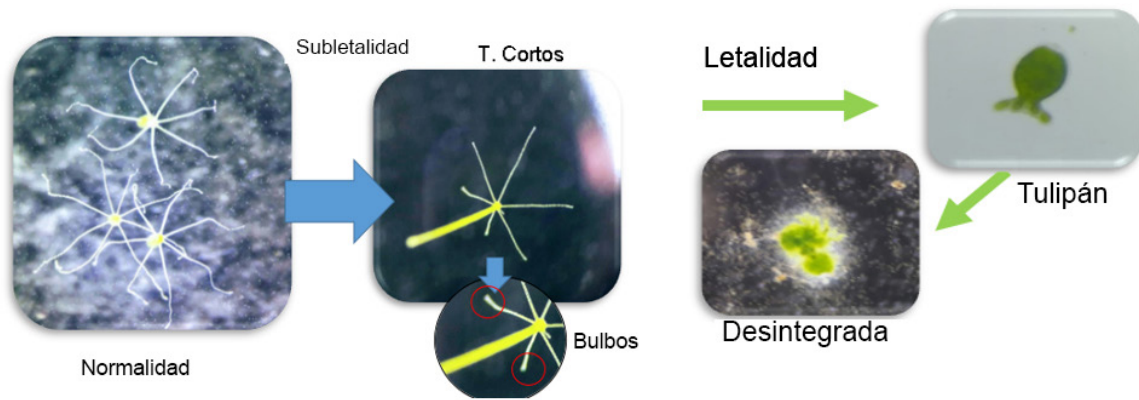 Subletalidad
T. Cortos
Letalidad
Tulipán
Desintegrada
Bulbos
Normalidad